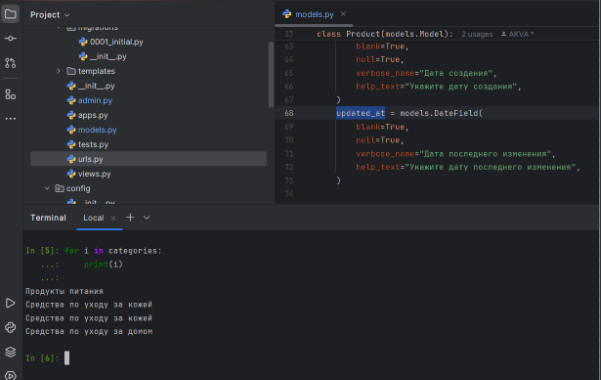 Project
models.py
migrations
0001_initial.py
__init__.py
templates
__init__.py
admin.py
apps.py
models.py
tests.py
urls.py
views.py
config
__init__.py
33 class Product(models.Model): 2 usages AKVA *
63 blank=True,
64 null=True,
65 verbose_name="Дата создания",
66 help_text="Укажите дату создания",
67 )
68 updated_at = models.DateField(
69 blank=True,
70 null=True,
71 verbose_name="Дата последнего изменения",
72 help_text="Укажите дату последнего изменения",
73 )
74
Terminal Local
In [5]: for i in categories:
...: print(i)
...:
Продукты питания
Средства по уходу за кожей
Средства по уходу за кожей
Средства по уходу за домом
In [6]: